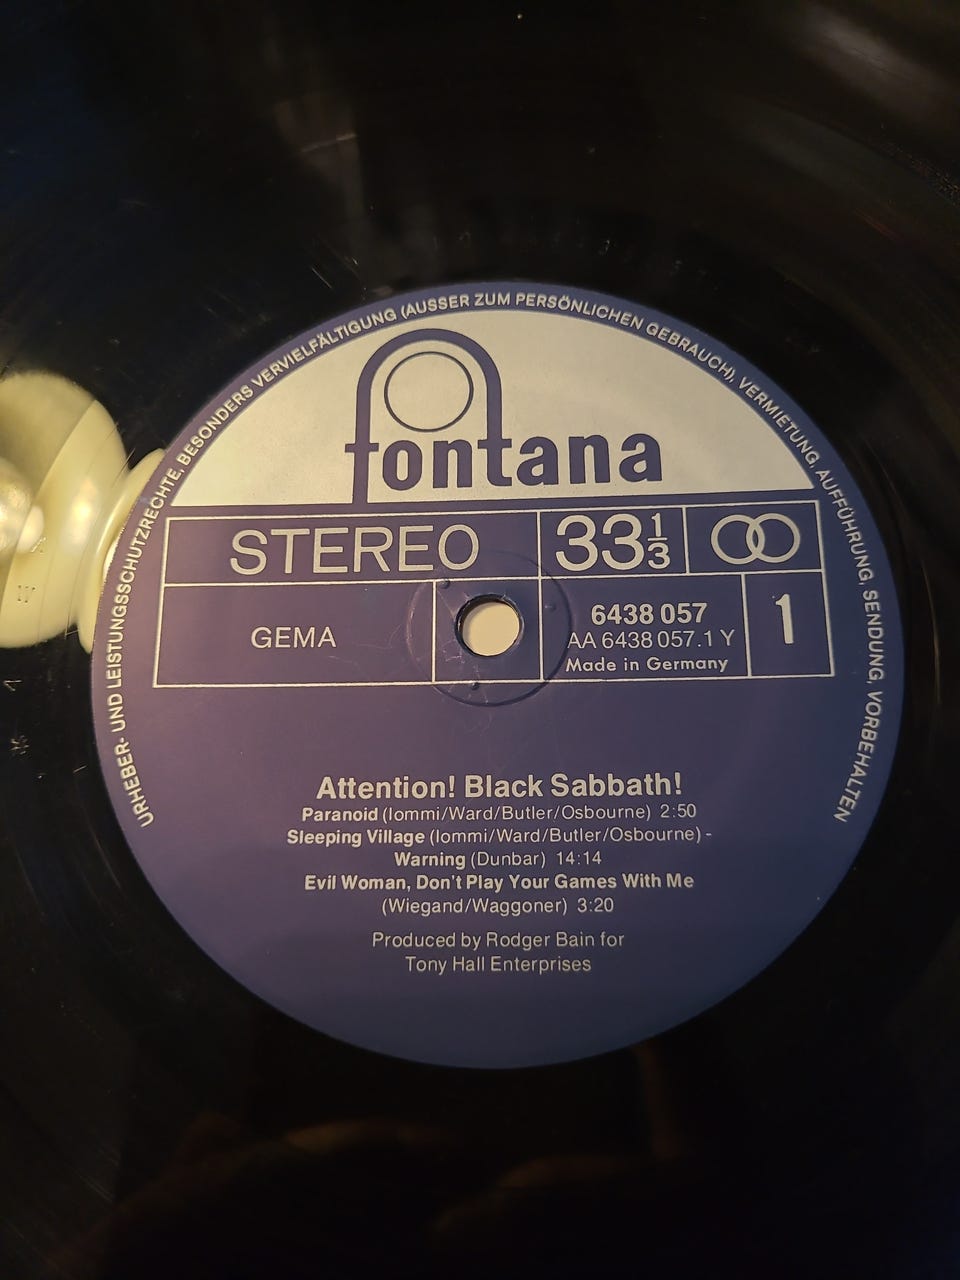 URHEBER- UND LEISTUNGSSCHUTZRECHTE, BESONDERS VERVIELFÄLTIGUNG (AUSSER ZUM PERSÖNLICHEN GEBRAUCH), VERMIETUNG, AUFFÜHRUNG, SENDUNG, VORBEHALTEN
fontana
STEREO 33 1/3
GEMA
6438 057
AA 6438 057.1 Y
Made in Germany
1
Attention! Black Sabbath!
Paranoid (Iommi/Ward/Butler/Osbourne) 2:50
Sleeping Village (Iommi/Ward/Butler/Osbourne) -
Warning (Dunbar) 14:14
Evil Woman, Don't Play Your Games With Me
(Wiegand/Waggoner) 3:20
Produced by Rodger Bain for
Tony Hall Enterprises